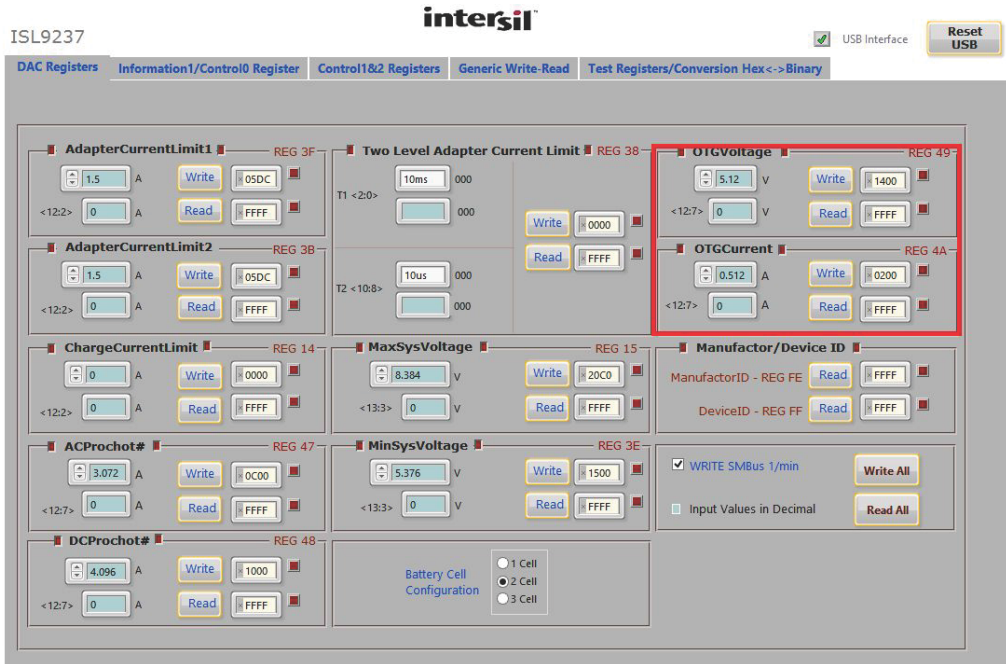 intersil™
ISL9237
USB Interface
Reset
USB
DAC Registers Information1/Control0 Register Control1&2 Registers Generic Write-Read Test Registers/Conversion Hex<->Binary
AdapterCurrentLimit1 REG 3F
1.5 A Write × 05DC
<12:2> 0 A Read × FFFF
AdapterCurrentLimit2 REG 3B
1.5 A Write × 05DC
<12:2> 0 A Read × FFFF
Two Level Adapter Current Limit REG 38
10ms 000
T1 <2:0>
000
Write × 0000
Read × FFFF
10us 000
T2 <10:8>
000
OTGVoltage REG 49
5.12 V Write × 1400
<12:7> 0 V Read × FFFF
OTGCurrent REG 4A
0.512 A Write × 0200
<12:7> 0 A Read × FFFF
ChargeCurrentLimit REG 14
0 A Write × 0000
<12:2> 0 A Read × FFFF
MaxSysVoltage REG 15
8.384 V Write × 20C0
<13:3> 0 V Read × FFFF
Manufactor/Device ID
ManufactorID - REG FE Read × FFFF
DeviceID - REG FF Read × FFFF
ACProchot# REG 47
3.072 A Write × 0C00
<12:7> 0 A Read × FFFF
MinSysVoltage REG 3E
5.376 V Write × 1500
<13:3> 0 V Read × FFFF
WRITE SMBus 1/min Write All
Input Values in Decimal Read All
DCProchot# REG 48
4.096 A Write × 1000
<12:7> 0 A Read × FFFF
Battery Cell
Configuration
1 Cell
2 Cell
3 Cell